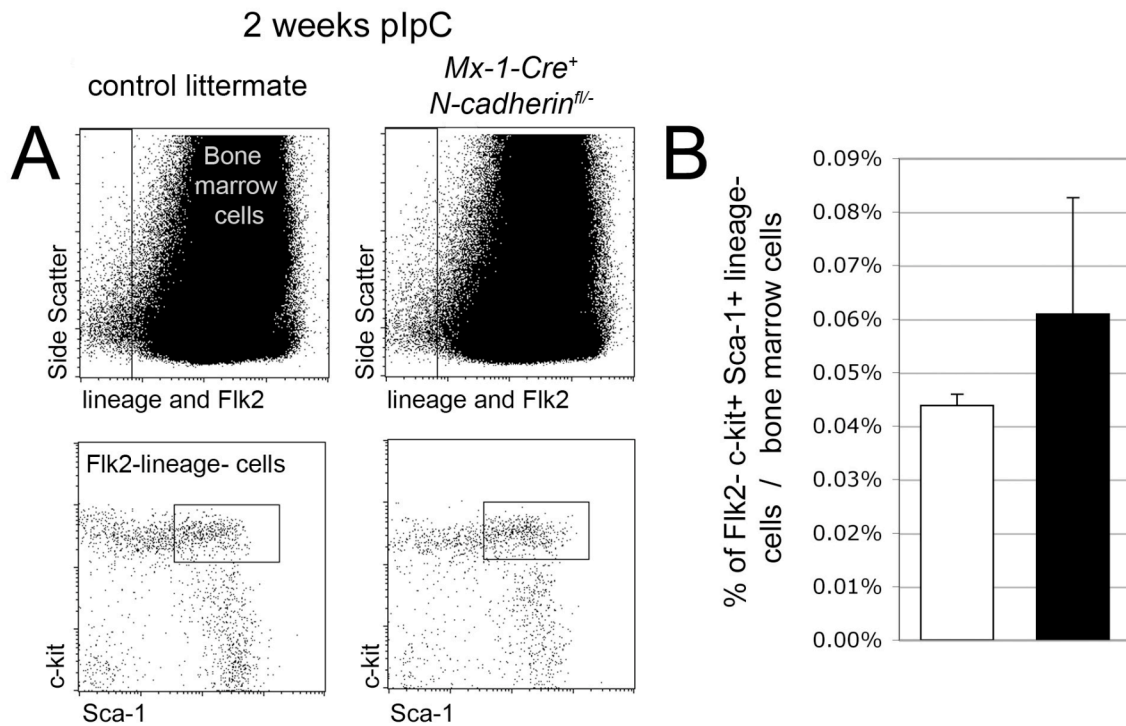 2 weeks pIpC
control littermate
Mx-1-Cre+
N-cadherinfl/-
A
Bone
marrow
cells
Side Scatter
Side Scatter
lineage and Flk2
lineage and Flk2
Flk2-lineage- cells
c-kit
c-kit
Sca-1
Sca-1
B
% of Flk2- c-kit+ Sca-1+ lineage-
cells / bone marrow cells
0.09%
0.08%
0.07%
0.06%
0.05%
0.04%
0.03%
0.02%
0.01%
0.00%